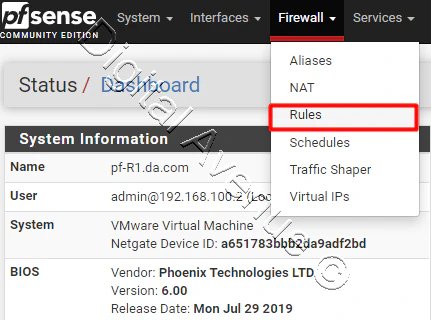 pfsense
COMMUNITY EDITION
System Interfaces Firewall Services
Aliases
NAT
Rules
Schedules
Traffic Shaper
Virtual IPs
Status / Dashboard
System Information
Name pf-R1.da.com
User admin@192.168.100.2 (Loc
System VMware Virtual Machine
Netgate Device ID: a651783bbb2da9adf2bd
BIOS Vendor: Phoenix Technologies LTD
Version: 6.00
Release Date: Mon Jul 29 2019
Digital Avenue ©